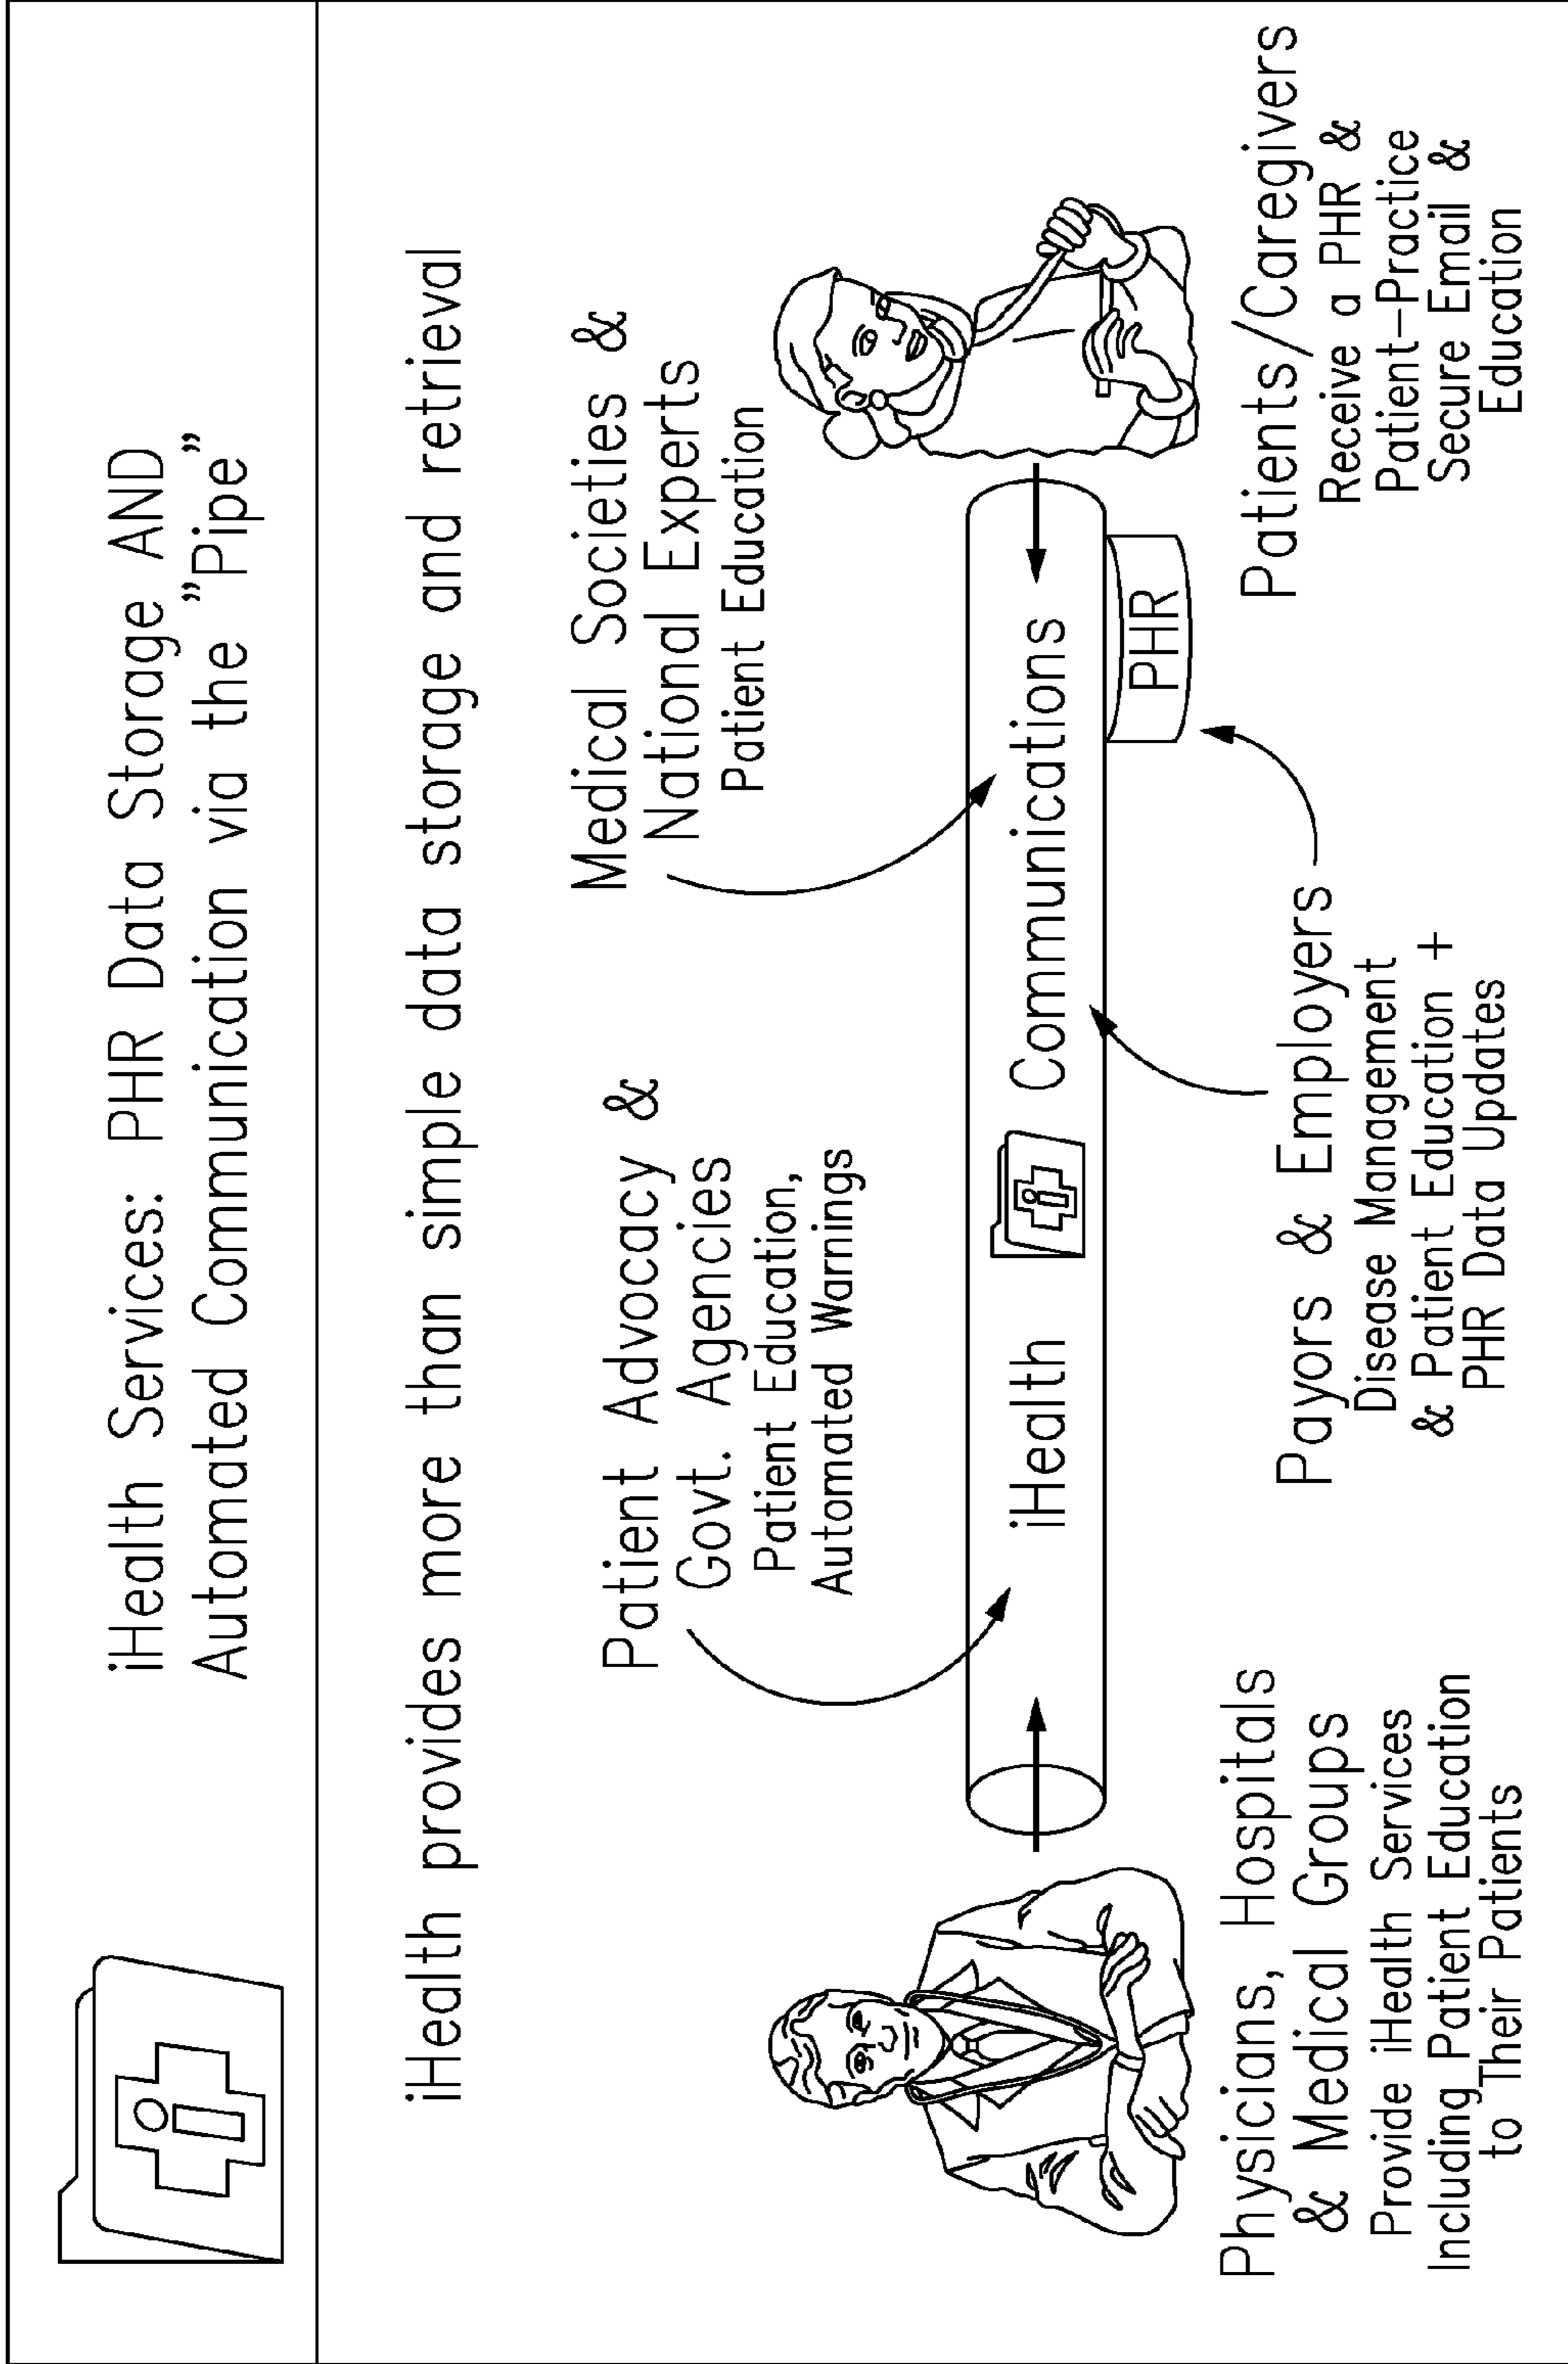 iHealth Services: PHR Data Storage AND
Automated Communication via the "Pipe"
iHealth provides more than simple data storage and retrieval
Patient Advocacy &
Govt. Agencies
Patient Education,
Automated Warnings
Medical Societies &
National Experts
Patient Education
iHealth i Communications
PHR
Physicians, Hospitals
& Medical Groups
Provide iHealth Services
Including Patient Education
to Their Patients
Payors & Employers
Disease Management
& Patient Education +
PHR Data Updates
Patients/Caregivers
Receive a PHR &
Patient-Practice
Secure Email &
Education
i